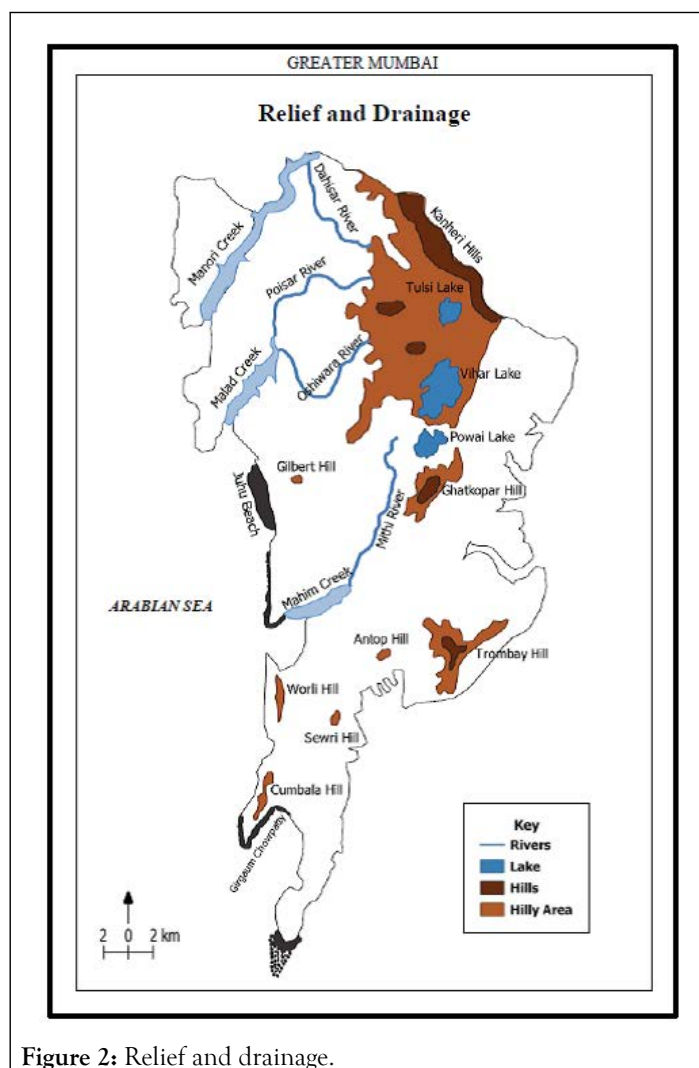 GREATER MUMBAI
Relief and Drainage
Dahisar River
Kanheri Hills
Manori Creek
Poisar River
Tulsi Lake
Malad Creek
Oshiwara River
Vihar Lake
Powai Lake
Gilbert Hill
Ghatkopar Hill
Juhu Beach
Mithi River
Mahim Creek
ARABIAN SEA
Antop Hill
Trombay Hill
Worli Hill
Sewri Hill
Cumbala Hill
Girgaum Chowpatty
Key
Rivers
Lake
Hills
Hilly Area
2 0 2 km
Figure 2: Relief and drainage.